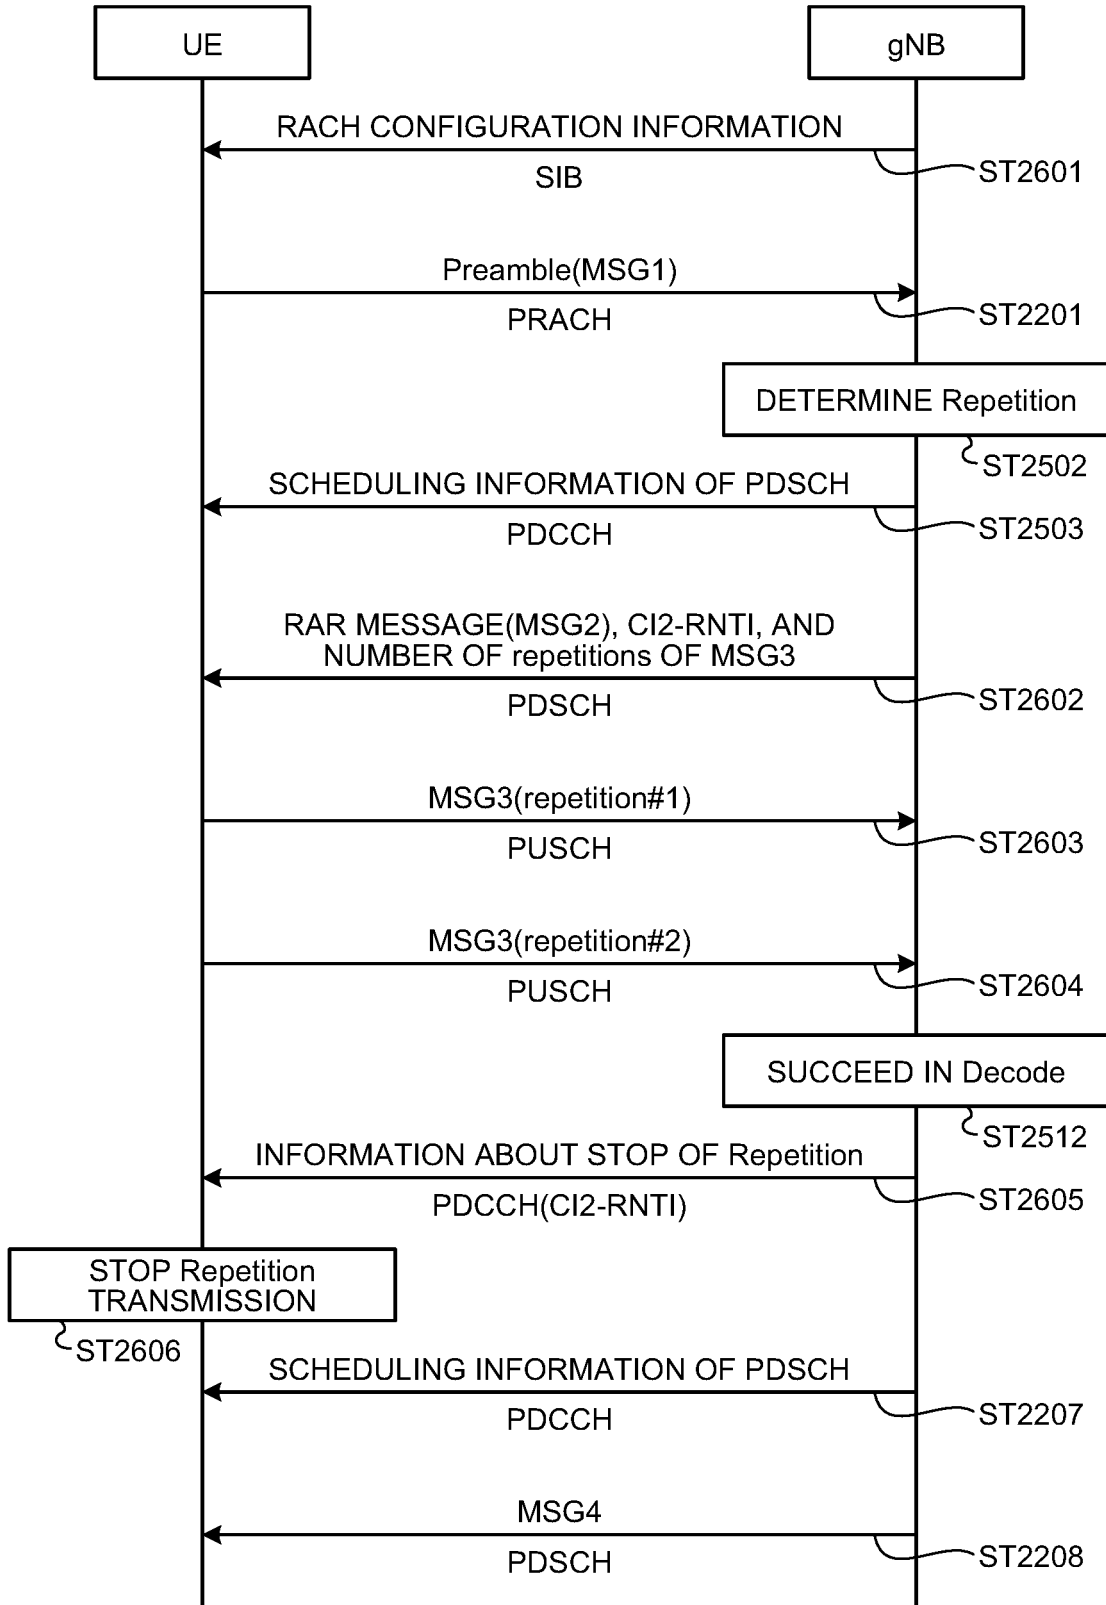 UE
gNB
RACH CONFIGURATION INFORMATION
SIB
ST2601
Preamble(MSG1)
PRACH
ST2201
DETERMINE Repetition
ST2502
SCHEDULING INFORMATION OF PDSCH
PDCCH
ST2503
RAR MESSAGE(MSG2), CI2-RNTI, AND
NUMBER OF repetitions OF MSG3
PDSCH
ST2602
MSG3(repetition#1)
PUSCH
ST2603
MSG3(repetition#2)
PUSCH
ST2604
SUCCEED IN Decode
ST2512
INFORMATION ABOUT STOP OF Repetition
PDCCH(CI2-RNTI)
ST2605
STOP Repetition
TRANSMISSION
ST2606
SCHEDULING INFORMATION OF PDSCH
PDCCH
ST2207
MSG4
PDSCH
ST2208